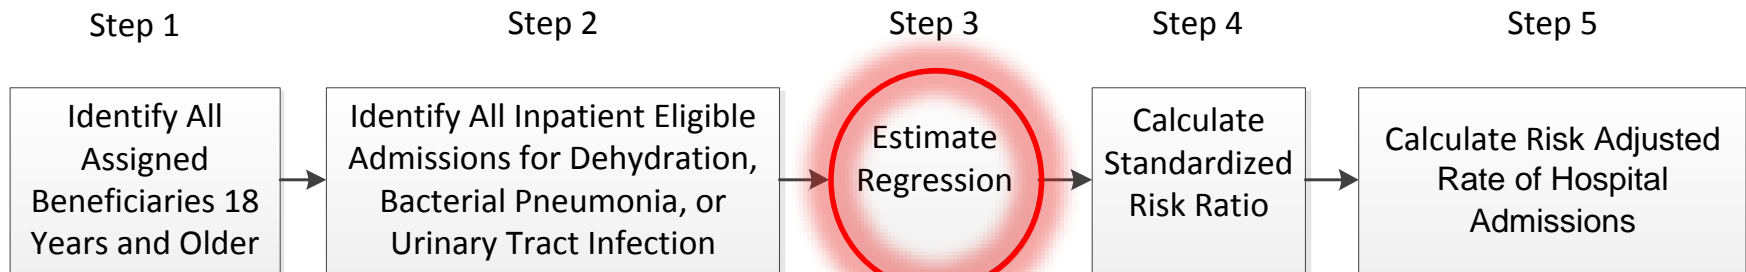 Step 1
Step 2
Step 3
Step 4
Step 5
Identify All
Assigned
Beneficiaries 18
Years and Older
Identify All Inpatient Eligible
Admissions for Dehydration,
Bacterial Pneumonia, or
Urinary Tract Infection
Estimate
Regression
Calculate
Standardized
Risk Ratio
Calculate Risk Adjusted
Rate of Hospital
Admissions